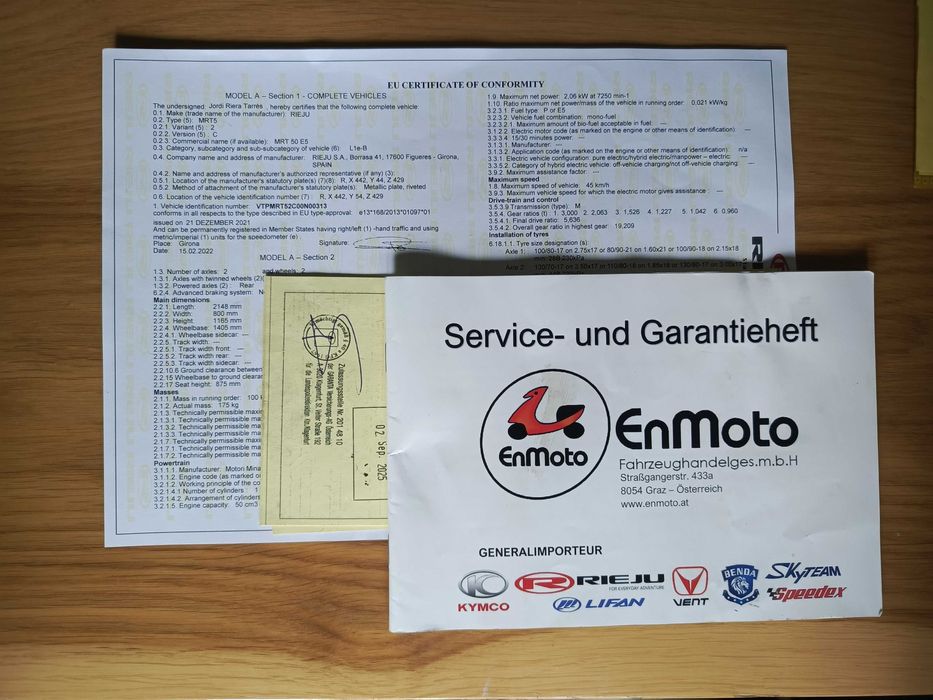 EU CERTIFICATE OF CONFORMITY
MODEL A – Section 1 - COMPLETE VEHICLES
The undersigned: Jordi Riera Tarrés , hereby certifies that the following complete vehicle:
0.1. Make (trade name of the manufacturer): RIEJU
0.2. Type (5): MRT5
0.2.1. Variant (5) : 2
0.2.2. Version (5) : C
0.2.3. Commercial name (if available): MRT 50 E5
0.3. Category, subcategory and sub-subcategory of vehicle (6): L1e-B
0.4. Company name and address of manufacturer: RIEJU S.A., Borrasa 41, 17600 Figueres - Girona,
SPAIN
0.4.2. Name and address of manufacturer's authorized representative (if any) (3):
0.5.1. Location of the manufacturer's statutory plate(s) (7)(8): R, X 442, Y 44, Z 429
0.5.2. Method of attachment of the manufacturer's statutory plate(s): Metallic plate, riveted
0.6. Location of the vehicle identification number (7) R, X 442, Y 54, Z 429
1. Vehicle identification number: VTPMRT52C00N00313
conforms in all respects to the type described in EU type-approval: e13*168/2013*01097*01
issued on 21 DEZEMBER 2021
And can be permanently registered in Member States having right/left (1) -hand traffic and using
metric/imperial (1) units for the speedometer (e) .
Place: Girona Signature:
Date: 15.02.2022
MODEL A – Section 2
1.3. Number of axles: 2 and wheels: 2
1.3.1. Axles with twinned wheels (23)
1.3.2. Powered axles (2) : Rear
6.2.4. Advanced braking system: N
Main dimensions
2.2.1. Length: 2148 mm
2.2.2. Width: 800 mm
2.2.3. Height: 1165 mm
2.2.4. Wheelbase: 1405 mm
2.2.4.1. Wheelbase sidecar: ---
2.2.5. Track width: ---
2.2.5.1. Track width front: ---
2.2.5.2. Track width rear: ---
2.2.5.3. Track width sidecar: ---
2.2.10.6 Ground clearance between
2.2.15 Wheelbase to ground clearan
2.2.17. Seat height: 875 mm
Masses
2.1.1. Mass in running order: 100
2.1.2. Actual mass: 175 kg
2.1.3. Technically permissible maxim
2.1.3.1. Technically permissible ma
2.1.3.2. Technically permissible ma
2.1.3.3. Technically permissible ma
2.1.7. Technically permissible ma
2.1.7.1. Technically permissible ma
2.1.7.2. Technically permissible ma
Powertrain
3.1.1.1. Manufacturer: Motori Mina
3.1.1.2. Engine code (as marked o
3.2.1.2. Working principle of the co
3.2.1.4.1 Number of cylinders 1
3.2.1.4.2. Arrangement of cylinders
3.2.1.5. Engine capacity: 50 cm3
1.9. Maximum net power: 2,06 kW at 7250 min-1
1.10. Ratio maximum net power/mass of the vehicle in running order: 0,021 kW/kg
3.2.3.1 Fuel type: P or E5
3.2.3.2. Vehicle fuel combination: mono-fuel
3.2.3.2.1. Maximum amount of bio-fuel acceptable in fuel: ---
3.1.2.2. Electric motor code (as marked on the engine or other means of identification): ---
3.3.3.4. 15/30 minutes power: ---
3.1.3.1. Manufacturer: ---
3.1.3.2. Application code (as marked on the engine or other means of identification): n/a
3.3.1. Electric vehicle configuration: pure electric/hybrid electric/manpower – electric: ---
3.3.5.2. Category of hybrid electric vehicle: off-vehicle charging/not off-vehicle charging: ---
3.9.2. Maximum assistance factor: ---
Maximum speed
1.8. Maximum speed of vehicle: 45 km/h
3.9.3. Maximum vehicle speed for which the electric motor gives assistance : ---
Drive-train and control
3.5.3.9 Transmission (type): M
3.5.4. Gear ratios (t) : 1. 3,000 2. 2,063 3. 1,526 4. 1,227 5. 1,042 6. 0,960
3.5.4.1. Final drive ratio: 5,636
3.5.4.2. Overall gear ratio in highest gear: 19,209
Installation of tyres
6.18.1.1. Tyre size designation (s):
Axle 1: 100/80-17 on 2.75x17 or 80/90-21 on 1.60x21 or 100/90-18 on 2.15x18
Zulassungsstelle Nr. 201 48 10
der GARANTA Versicherungs-AG Österreich
A-9020 Klagenfurt, St. Veiter Straße 192
für die Landespolizeidirektion Ktn./Klagenfurt
02. Sep. 2025
Service- und Garantieheft
EnMoto
EnMoto
Fahrzeughandelges.m.b.H
Straßgangerstr. 433a
8054 Graz – Österreich
www.enmoto.at
GENERALIMPORTEUR
KYMCO
RIEJU
FOR EVERYDAY ADVENTURE
LIFAN
VENT
BENDA
SKYTEAM
Speedex